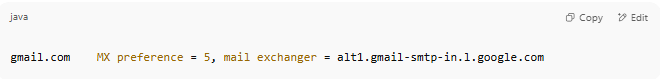 java
Copy
Edit
gmail.com    MX preference = 5, mail exchanger = alt1.gmail-smtp-in.l.google.com